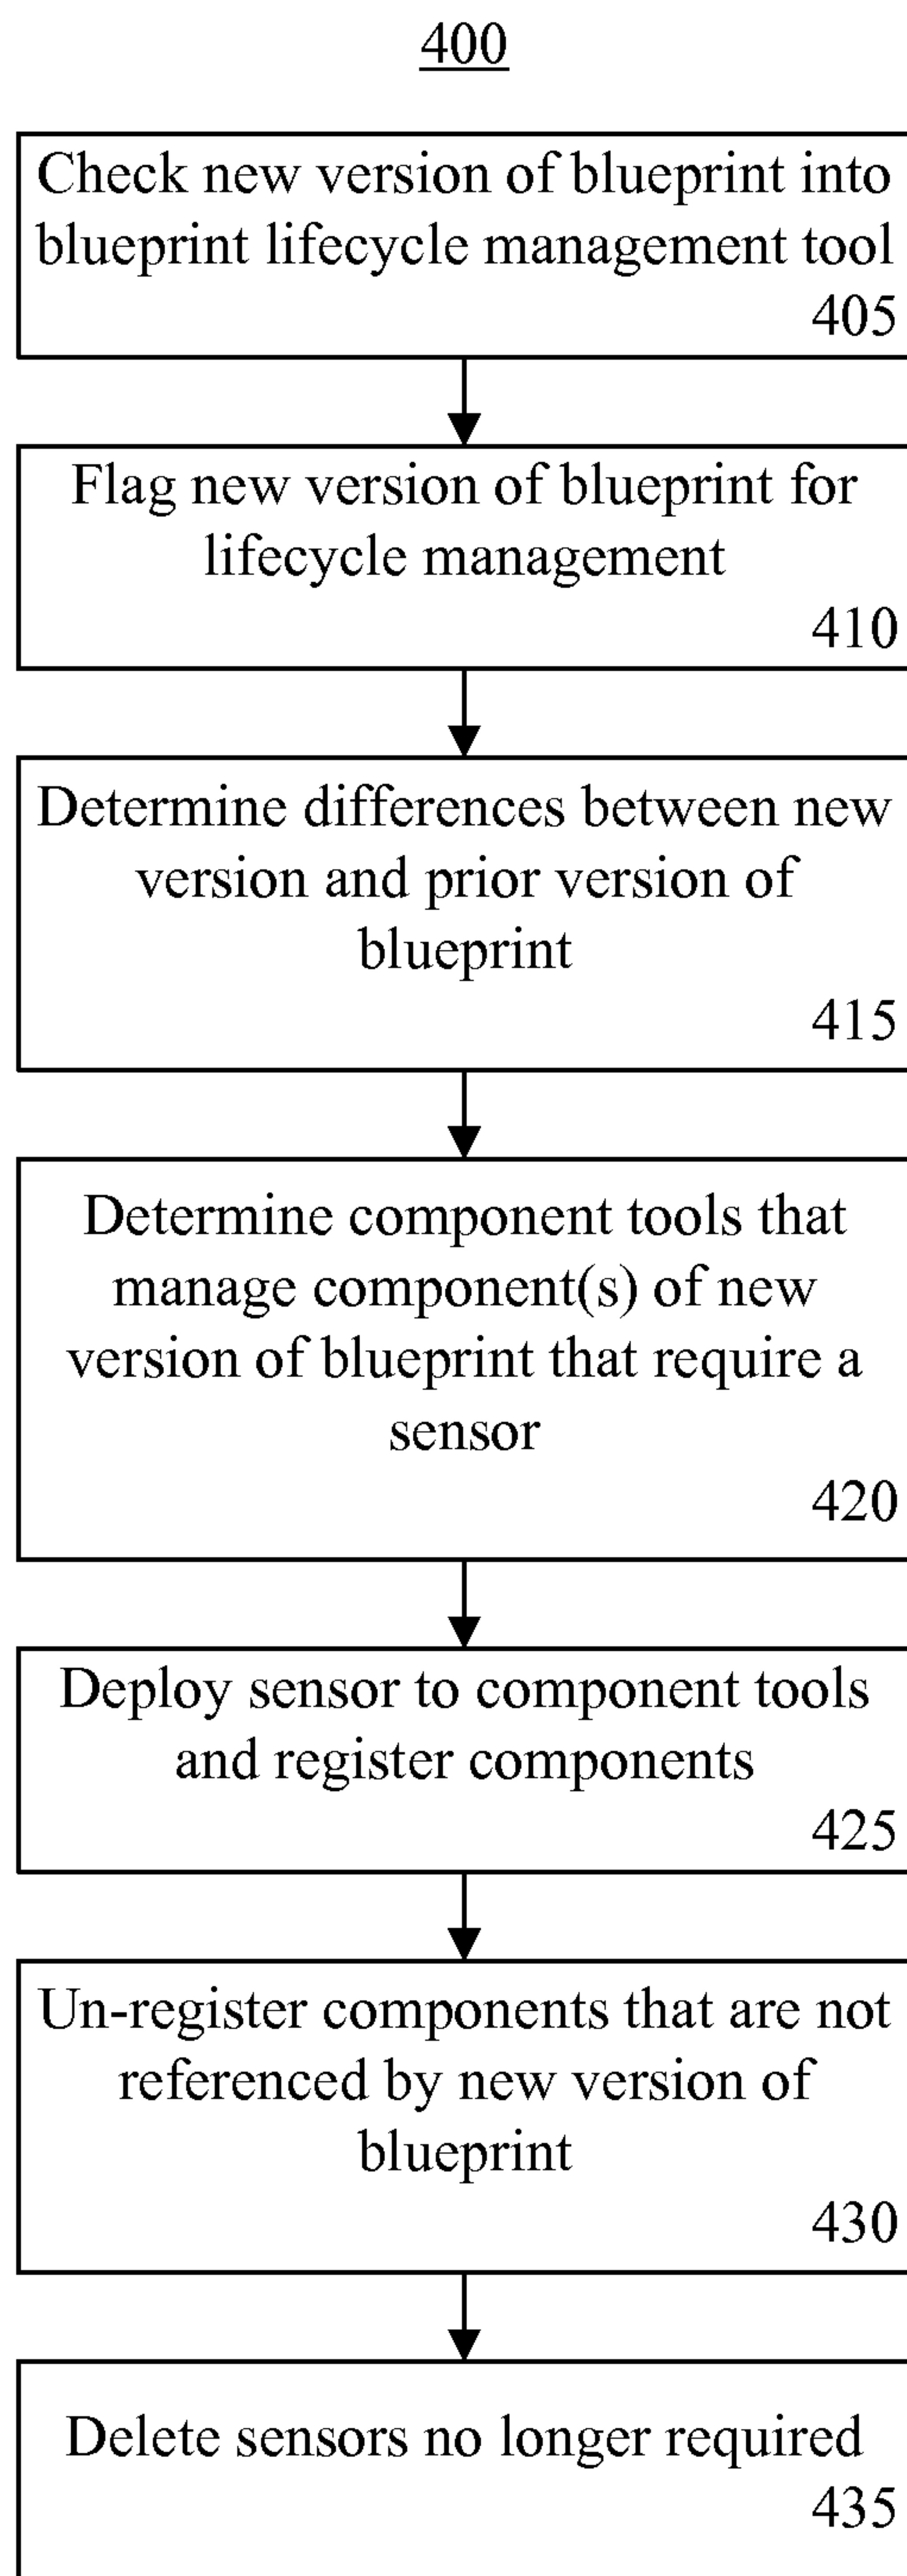 400
Check new version of blueprint into
blueprint lifecycle management tool
405
Flag new version of blueprint for
lifecycle management
410
Determine differences between new
version and prior version of
blueprint
415
Determine component tools that
manage component(s) of new
version of blueprint that require a
sensor
420
Deploy sensor to component tools
and register components
425
Un-register components that are not
referenced by new version of
blueprint
430
Delete sensors no longer required
435